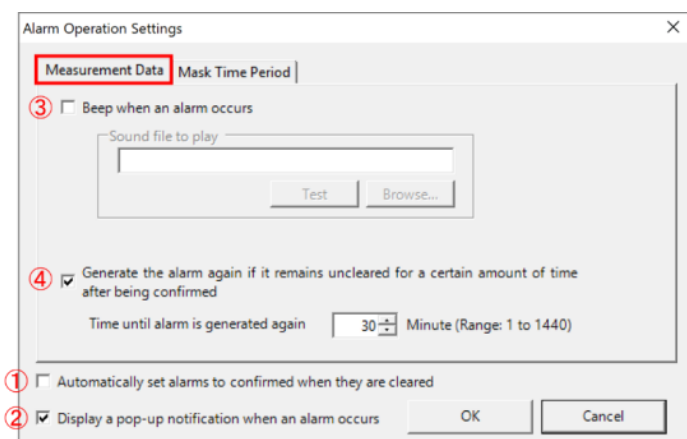 Alarm Operation Settings
Measurement Data Mask Time Period
③ Beep when an alarm occurs
Sound file to play
Test Browse...
④ Generate the alarm again if it remains uncleared for a certain amount of time
after being confirmed
Time until alarm is generated again 30 Minute (Range: 1 to 1440)
① Automatically set alarms to confirmed when they are cleared
② Display a pop-up notification when an alarm occurs OK Cancel